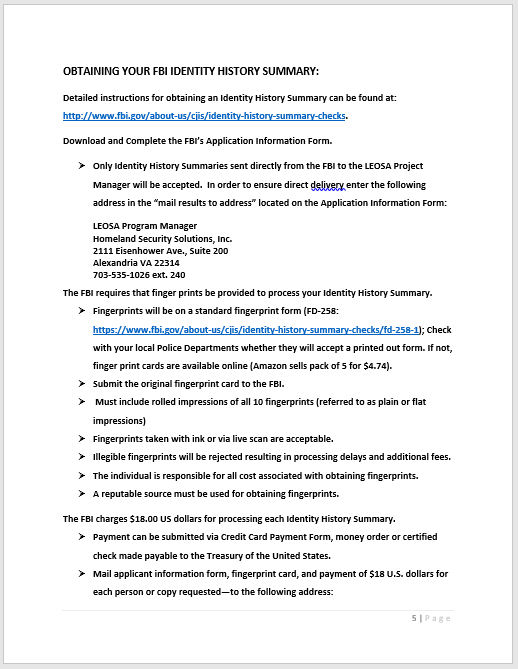 OBTAINING YOUR FBI IDENTITY HISTORY SUMMARY:
Detailed instructions for obtaining an Identity History Summary can be found at:
http://www.fbi.gov/about-us/cjis/identity-history-summary-checks.
Download and Complete the FBI's Application Information Form.
➢ Only Identity History Summaries sent directly from the FBI to the LEOSA Project
Manager will be accepted. In order to ensure direct delivery enter the following
address in the "mail results to address" located on the Application Information Form:
LEOSA Program Manager
Homeland Security Solutions, Inc.
2111 Eisenhower Ave., Suite 200
Alexandria VA 22314
703-535-1026 ext. 240
The FBI requires that finger prints be provided to process your Identity History Summary.
➢ Fingerprints will be on a standard fingerprint form (FD-258:
https://www.fbi.gov/about-us/cjis/identity-history-summary-checks/fd-258-1); Check
with your local Police Departments whether they will accept a printed out form. If not,
finger print cards are available online (Amazon sells pack of 5 for $4.74).
➢ Submit the original fingerprint card to the FBI.
➢ Must include rolled impressions of all 10 fingerprints (referred to as plain or flat
impressions)
➢ Fingerprints taken with ink or via live scan are acceptable.
➢ Illegible fingerprints will be rejected resulting in processing delays and additional fees.
➢ The individual is responsible for all cost associated with obtaining fingerprints.
➢ A reputable source must be used for obtaining fingerprints.
The FBI charges $18.00 US dollars for processing each Identity History Summary.
➢ Payment can be submitted via Credit Card Payment Form, money order or certified
check made payable to the Treasury of the United States.
➢ Mail applicant information form, fingerprint card, and payment of $18 U.S. dollars for
each person or copy requested—to the following address:
5 | Page